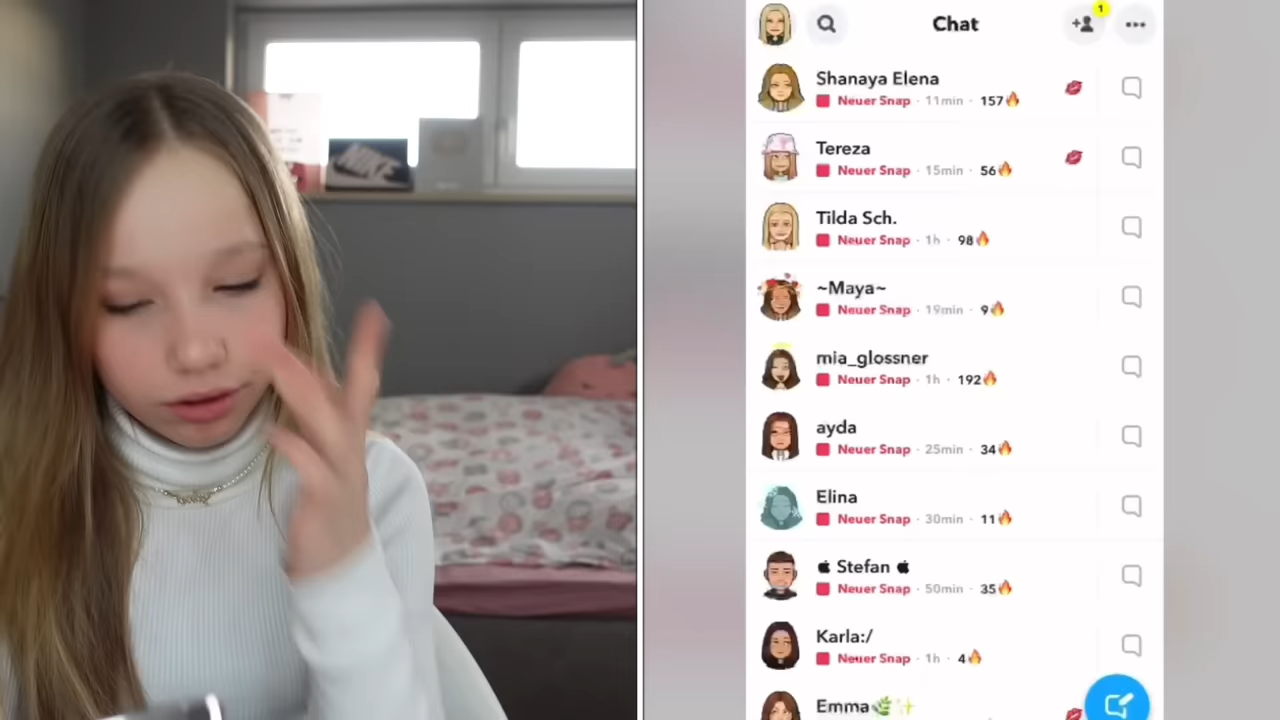 NIKE
1
Chat
Shanaya Elena
Neuer Snap · 11min · 157🔥
Tereza
Neuer Snap · 15min · 56🔥
Tilda Sch.
Neuer Snap · 1h · 98🔥
~Maya~
Neuer Snap · 19min · 9🔥
mia_glossner
Neuer Snap · 1h · 192🔥
ayda
Neuer Snap · 25min · 34🔥
Elina
Neuer Snap · 30min · 11🔥
Stefan
Neuer Snap · 50min · 35🔥
Karla:/
Neuer Snap · 1h · 4🔥
Emma🌿✨